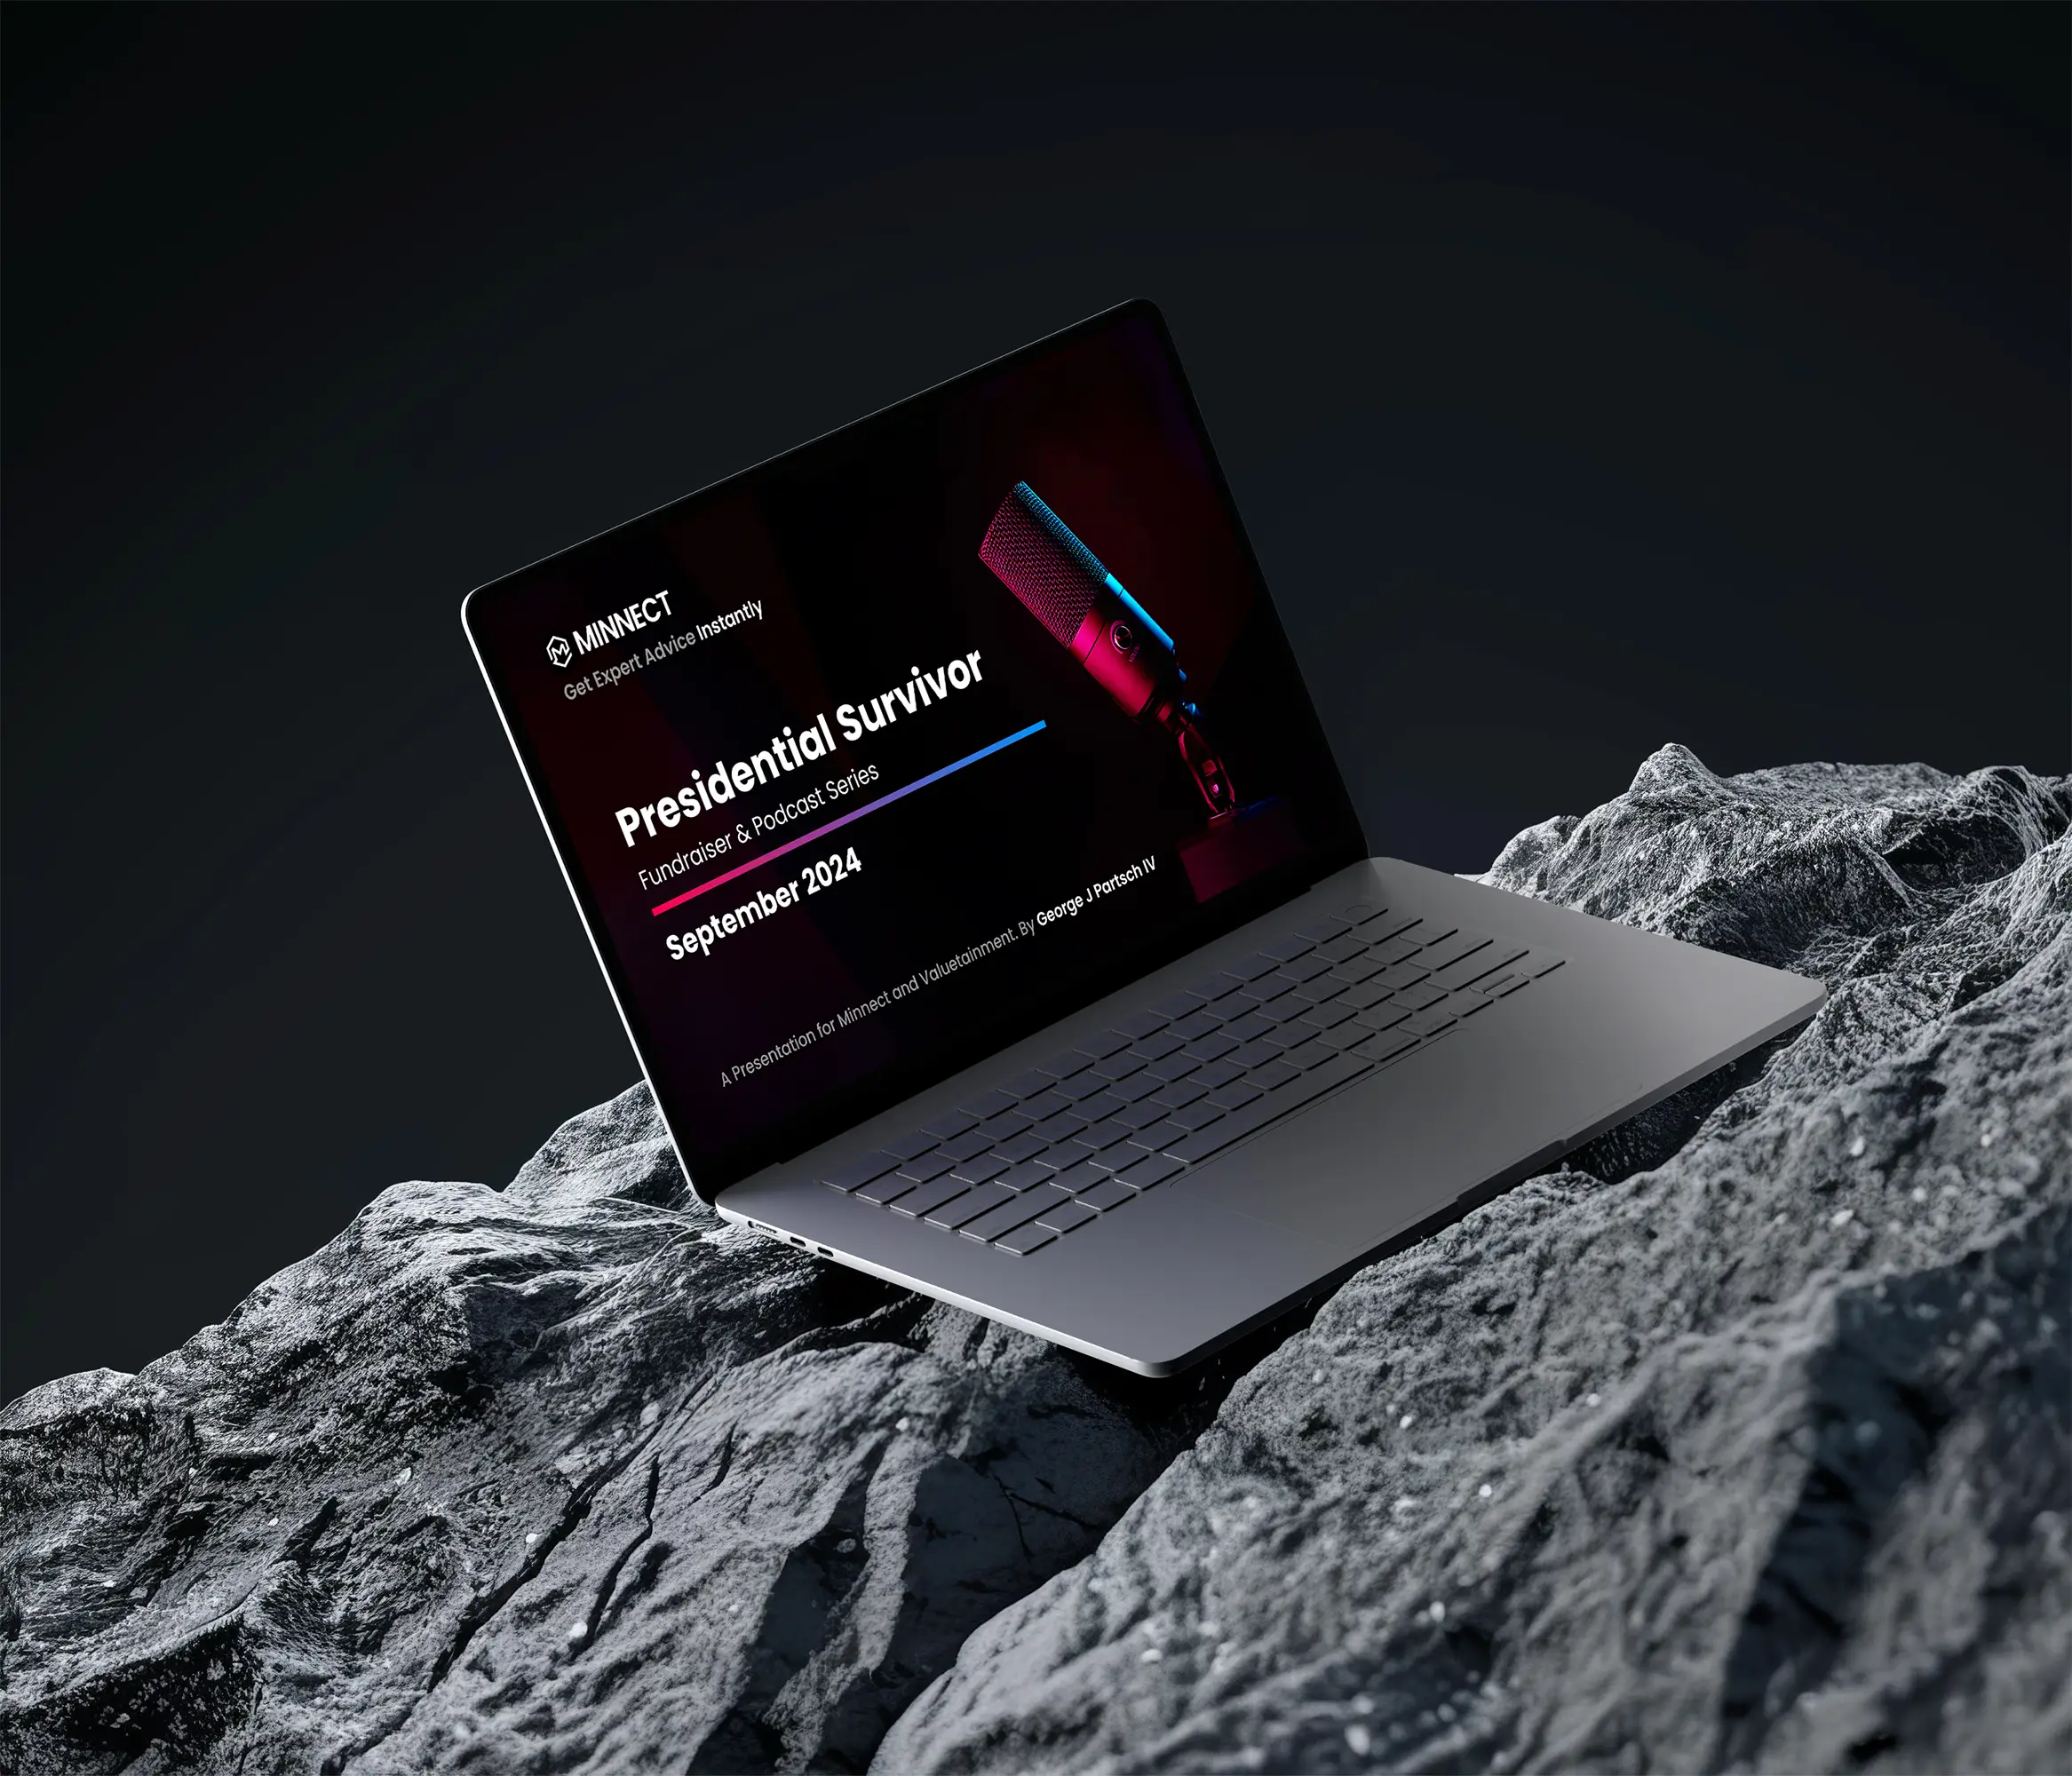 MINNECT
Get Expert Advice Instantly
Presidential Survivor
Fundraiser & Podcast Series
September 2024
A Presentation for Minnect and Valuetainment. By George J Partsch IV